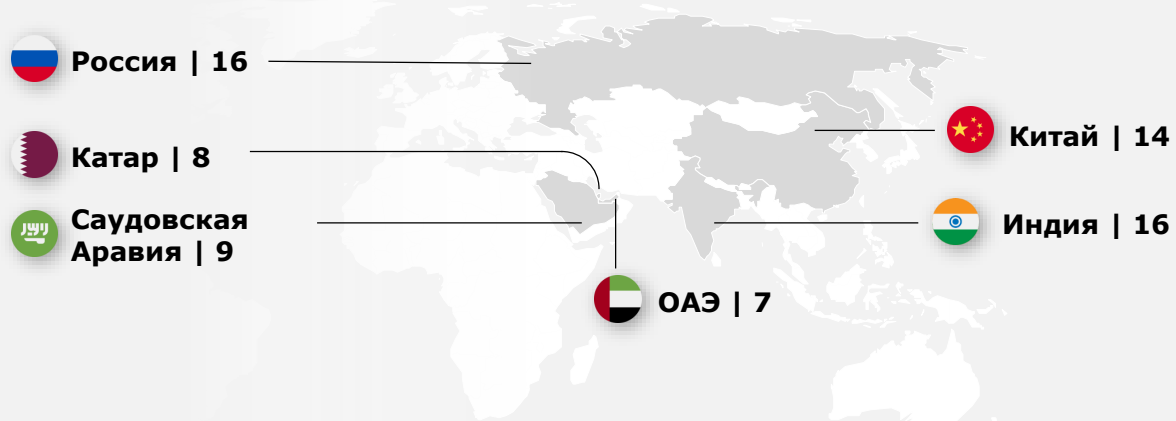 Россия | 16
Катар | 8
Саудовская
Аравия | 9
Китай | 14
Индия | 16
ОАЭ | 7